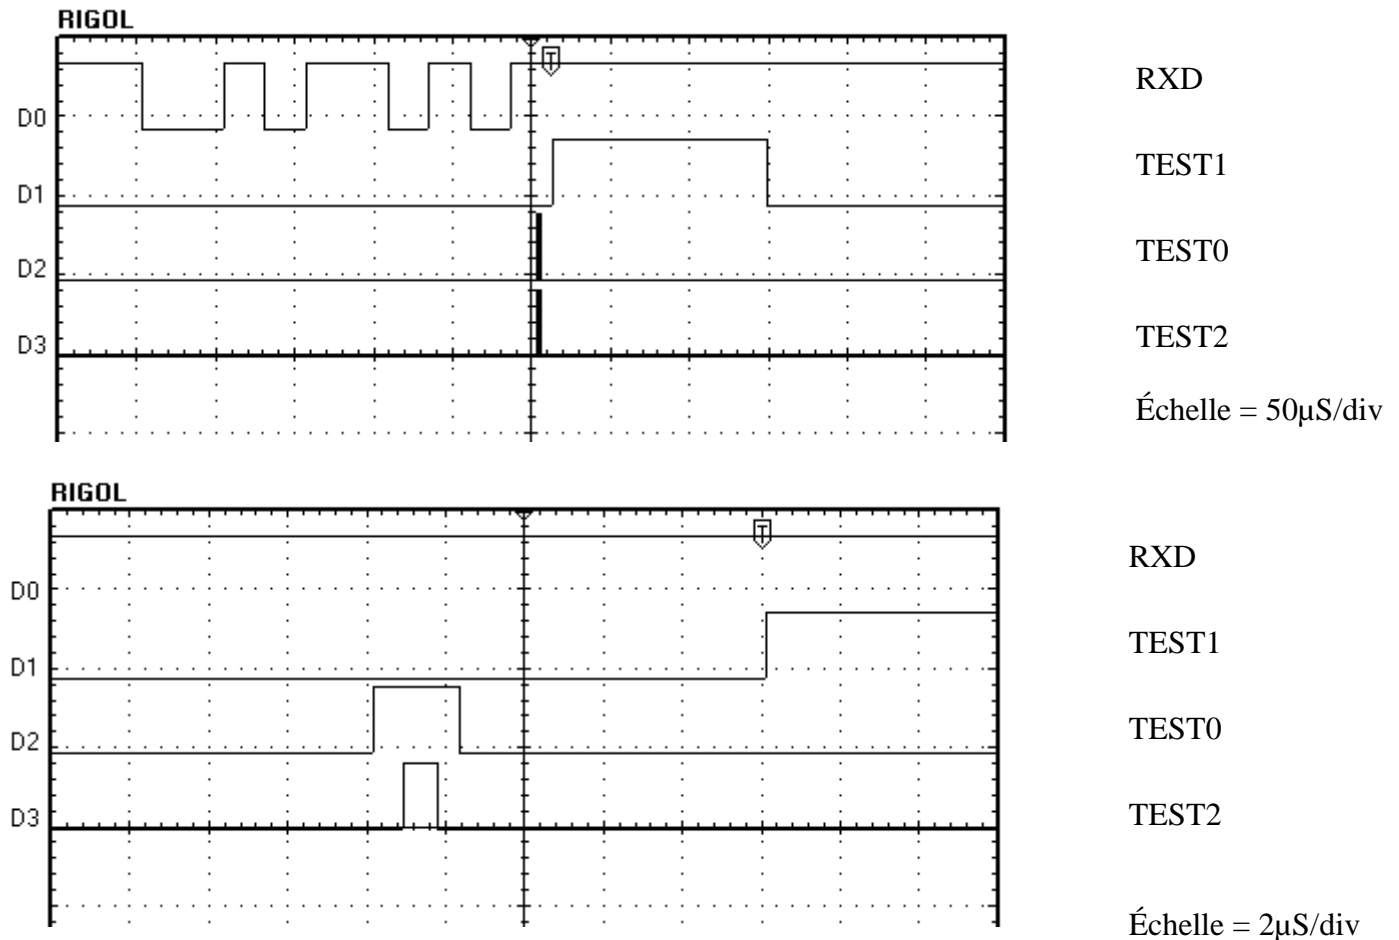 RIGOL
T
D0
RXD
D1
TEST1
D2
TEST0
D3
TEST2
Échelle = 50µS/div
RIGOL
T
D0
RXD
D1
TEST1
D2
TEST0
D3
TEST2
Échelle = 2µS/div